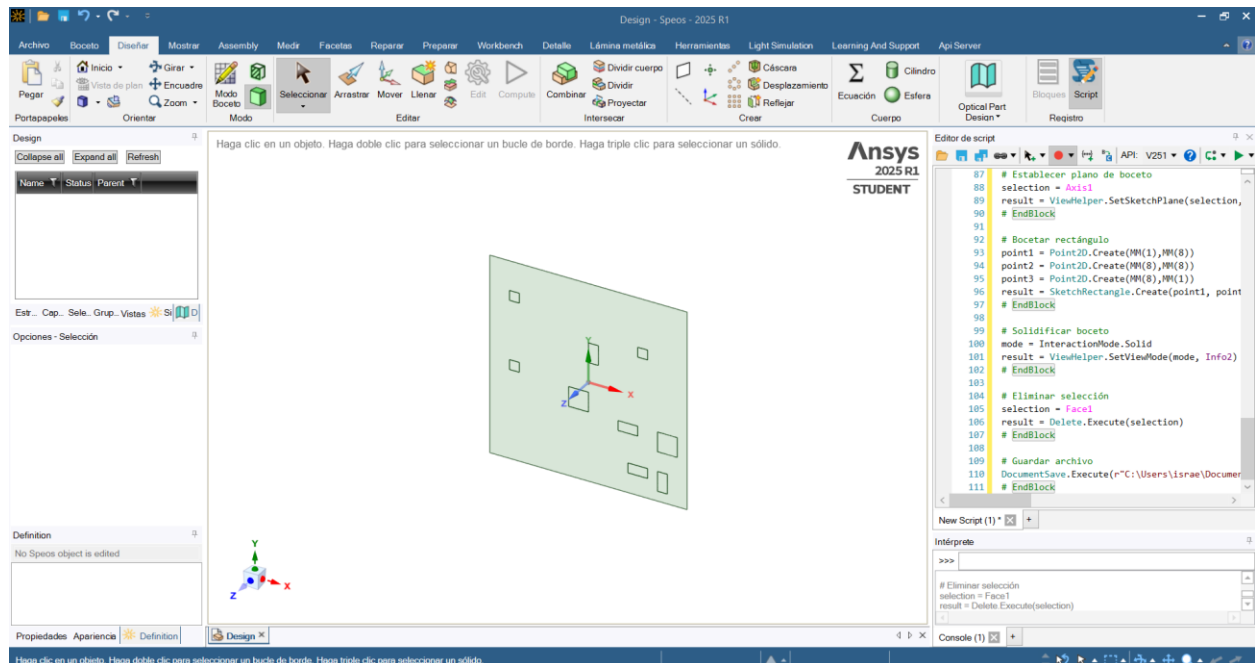 Design - Speos - 2025 R1
Archivo Boceto Diseñar Mostrar Assembly Medir Facetas Reparar Preparar Workbench Detalle Lámina metálica Herramientas Light Simulation Learning And Support Api Server
Pegar
Inicio
Vista de plan
Girar
Encuadre
Zoom
Modo Boceto
Seleccionar Arrastrar Mover Llenar
Edit Compute
Combinar
Dividir cuerpo
Dividir
Proyectar
Cáscara
Desplazamiento
Reflejar
Ecuación
Cilindro
Esfera
Optical Part Design
Bloques Script
Portapapeles Orientar Modo Editar Intersecar Crear Cuerpo Registro
Design
Collapse all Expand all Refresh
Name Status Parent
Estr... Cap... Sele.. Grup.. Vistas Si D
Opciones - Selección
Definition
No Speos object is edited
Propiedades Apariencia Definition
Haga clic en un objeto. Haga doble clic para seleccionar un bucle de borde. Haga triple clic para seleccionar un sólido.
Ansys
2025 R1
STUDENT
Y
X
Z
Y
X
Z
Design
Editor de script
API: V251
87 # Establecer plano de boceto
88 selection = Axis1
89 result = ViewHelper.SetSketchPlane(selection,
90 # EndBlock
91
92 # Bocetar rectángulo
93 point1 = Point2D.Create(MM(1),MM(8))
94 point2 = Point2D.Create(MM(8),MM(8))
95 point3 = Point2D.Create(MM(8),MM(1))
96 result = SketchRectangle.Create(point1, point
97 # EndBlock
98
99 # Solidificar boceto
100 mode = InteractionMode.Solid
101 result = ViewHelper.SetViewMode(mode, Info2)
102 # EndBlock
103
104 # Eliminar selección
105 selection = Face1
106 result = Delete.Execute(selection)
107 # EndBlock
108
109 # Guardar archivo
110 DocumentSave.Execute(r"C:\Users\israe\Documer
111 # EndBlock
New Script (1) *
Intérprete
>>>
# Eliminar selección
selection = Face1
result = Delete.Execute(selection)
Console (1)
Haga clic en un objeto. Haga doble clic para seleccionar un bucle de borde. Haga triple clic para seleccionar un sólido.